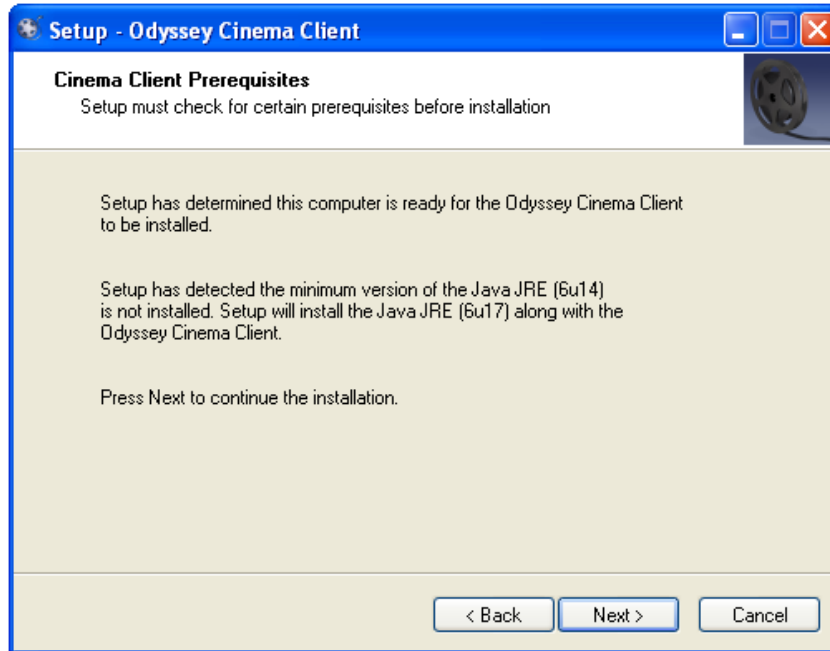 Setup - Odyssey Cinema Client
Cinema Client Prerequisites
Setup must check for certain prerequisites before installation
Setup has determined this computer is ready for the Odyssey Cinema Client
to be installed.
Setup has detected the minimum version of the Java JRE (6u14)
is not installed. Setup will install the Java JRE (6u17) along with the
Odyssey Cinema Client.
Press Next to continue the installation.
< Back Next > Cancel